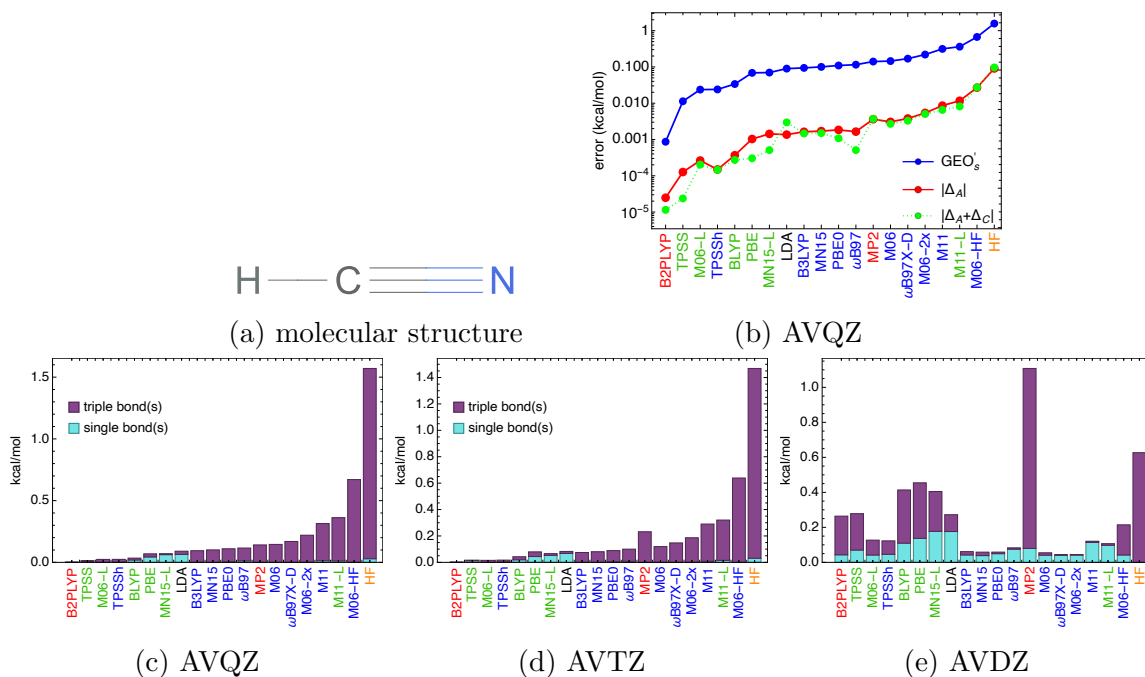 H C N
(a) molecular structure
error (kcal/mol)
1
0.100
0.010
0.001
10⁻⁴
10⁻⁵
GEO's
|Δ_A|
|Δ_A+Δ_C|
B2PLYP
TPSS
M06-L
TPSSh
BLYP
PBE
MN15-L
LDA
B3LYP
MN15
PBE0
ωB97
MP2
M06
ωB97X-D
M06-2x
M11
M11-L
M06-HF
HF
(b) AVQZ
kcal/mol
1.5
1.0
0.5
0.0
triple bond(s)
single bond(s)
B2PLYP
TPSS
M06-L
TPSSh
BLYP
PBE
MN15-L
LDA
B3LYP
MN15
PBE0
ωB97
MP2
M06
ωB97X-D
M06-2x
M11
M11-L
M06-HF
HF
(c) AVQZ
kcal/mol
1.4
1.2
1.0
0.8
0.6
0.4
0.2
0.0
triple bond(s)
single bond(s)
B2PLYP
TPSS
M06-L
TPSSh
BLYP
PBE
MN15-L
LDA
B3LYP
MN15
PBE0
ωB97
MP2
M06
ωB97X-D
M06-2x
M11
M11-L
M06-HF
HF
(d) AVTZ
kcal/mol
1.0
0.8
0.6
0.4
0.2
0.0
B2PLYP
TPSS
M06-L
TPSSh
BLYP
PBE
MN15-L
LDA
B3LYP
MN15
PBE0
ωB97
MP2
M06
ωB97X-D
M06-2x
M11
M11-L
M06-HF
HF
(e) AVDZ